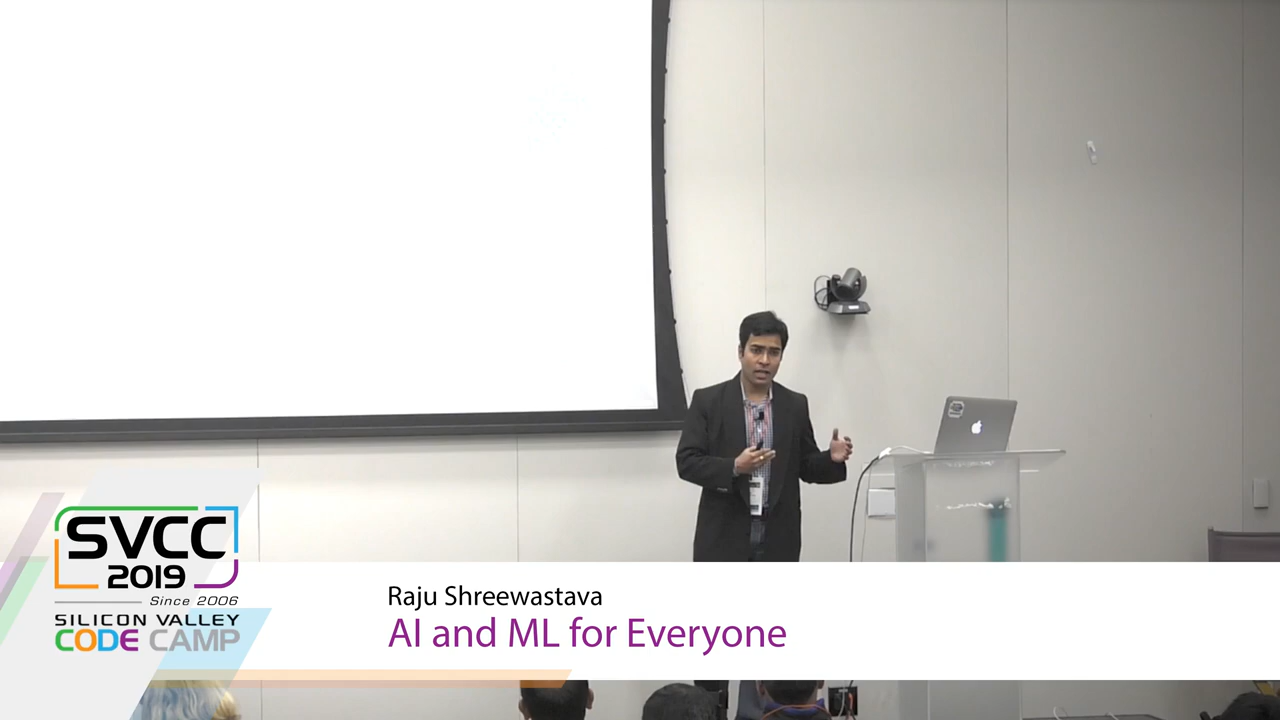 SVCC
2019
Since 2006
SILICON VALLEY
CODE CAMP
Raju Shreewastava
AI and ML for Everyone